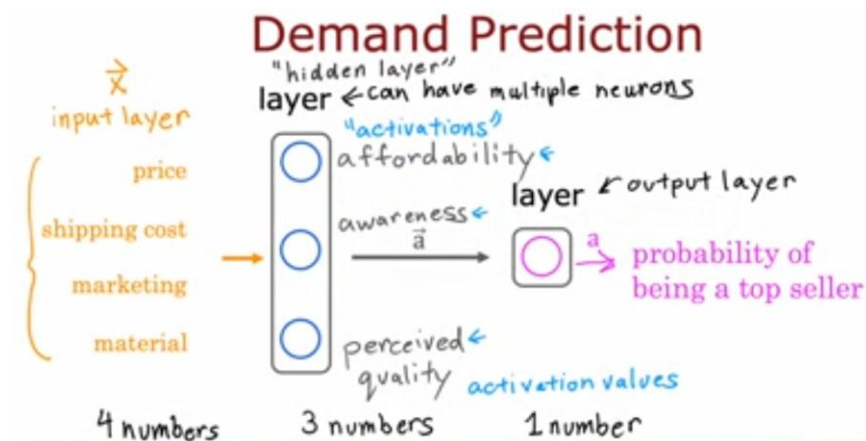 Demand Prediction
x
input layer
price
shipping cost
marketing
material
4 numbers
"hidden layer"
layer ← can have multiple neurons
"activations"
affordability ←
awareness ←
a
perceived ←
quality
activation values
3 numbers
layer ← output layer
a
probability of
being a top seller
1 number